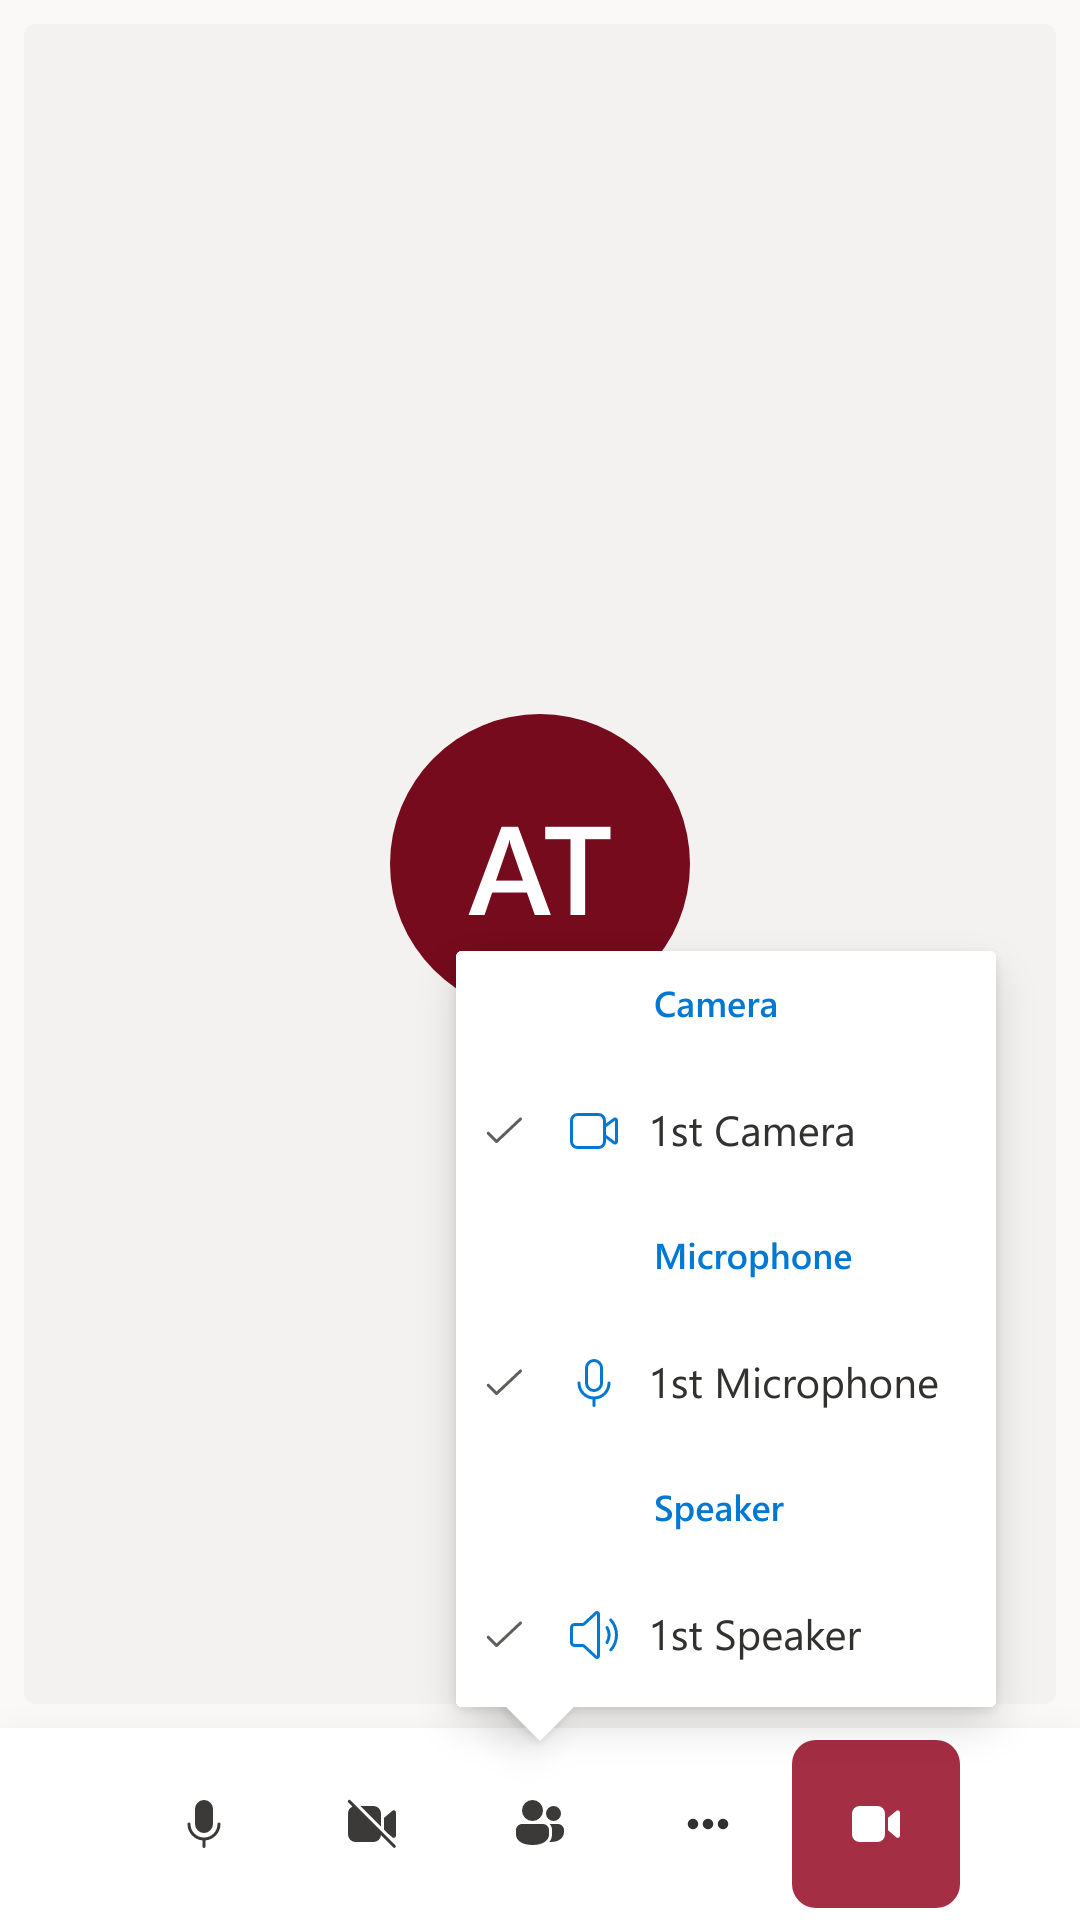 AT
Camera
1st Camera
Microphone
1st Microphone
Speaker
1st Speaker